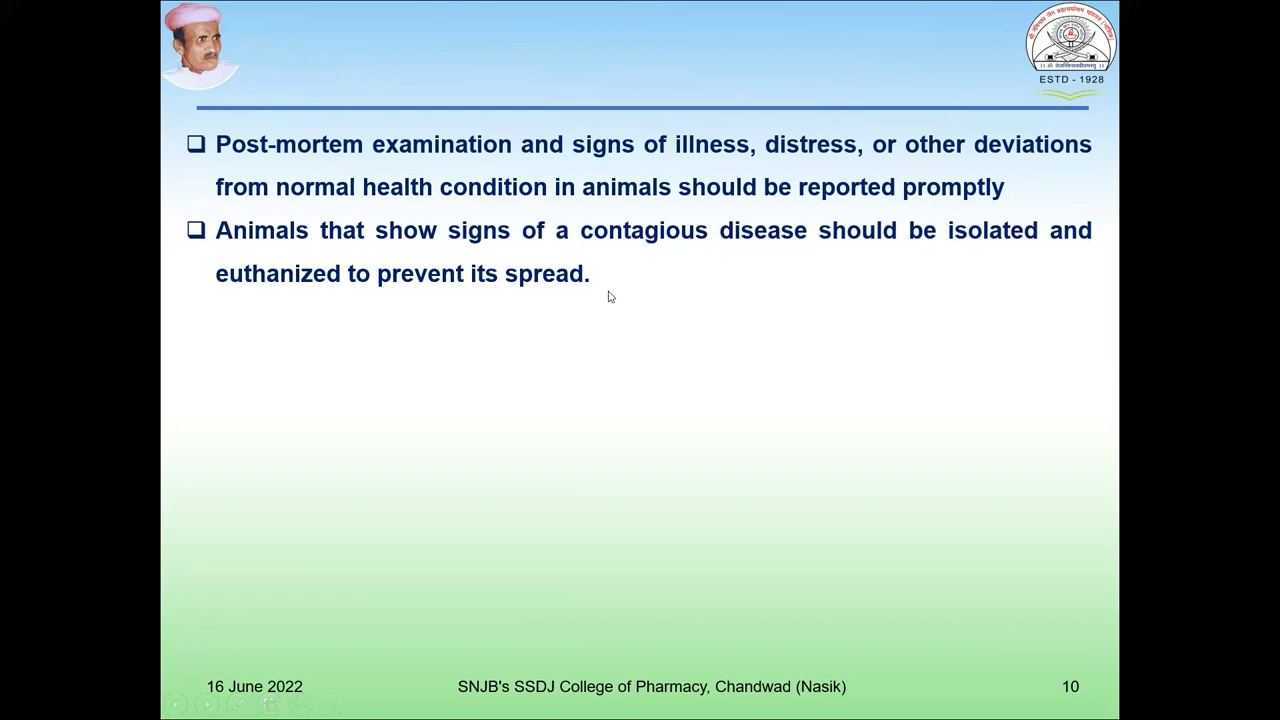 ESTD - 1928
Post-mortem examination and signs of illness, distress, or other deviations
from normal health condition in animals should be reported promptly
Animals that show signs of a contagious disease should be isolated and
euthanized to prevent its spread.
16 June 2022
SNJB's SSDJ College of Pharmacy, Chandwad (Nasik)
10